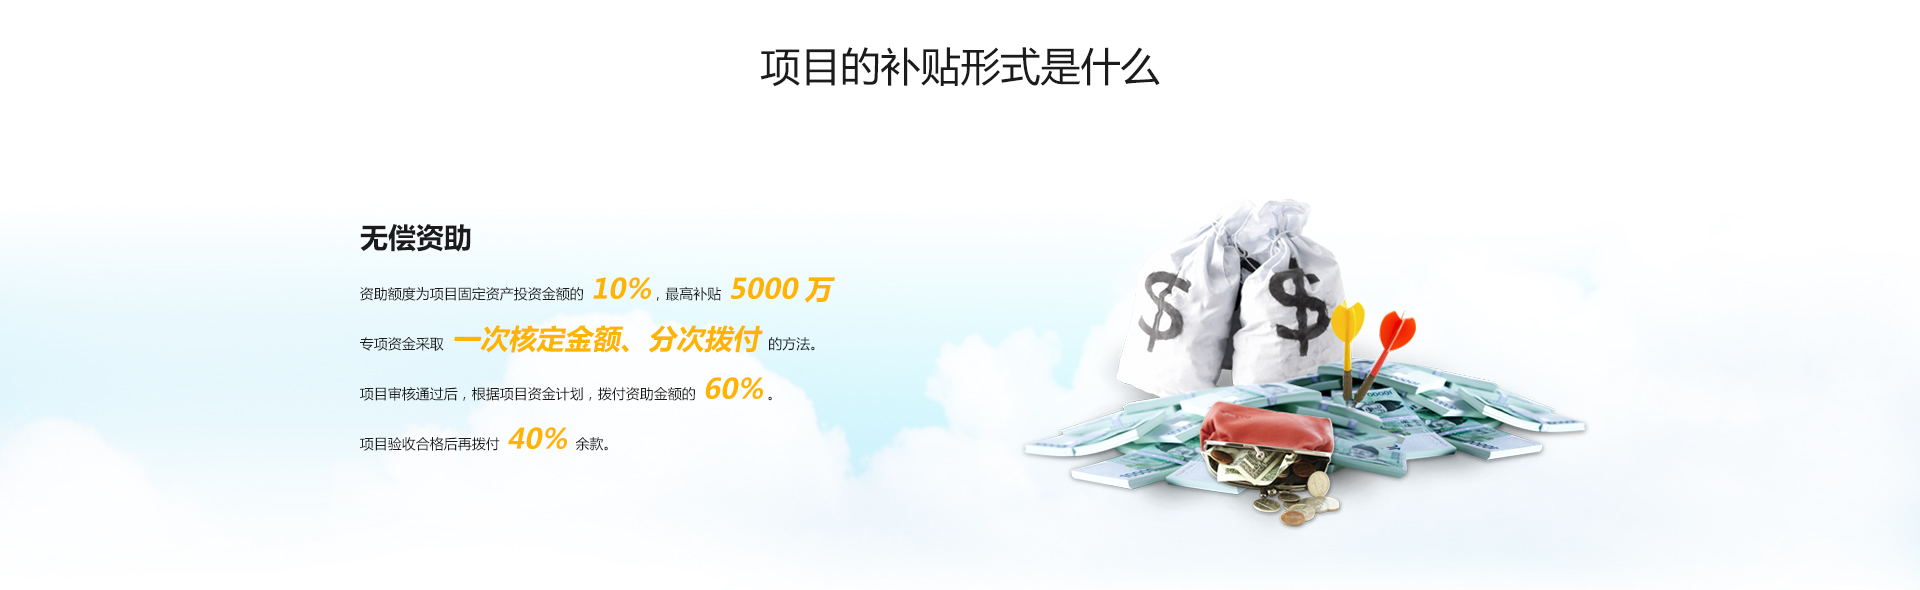 项目的补贴形式是什么
无偿资助
资助额度为项目固定资产投资金额的 10%，最高补贴 5000 万
专项资金采取 一次核定金额、分次拨付 的方法。
项目审核通过后，根据项目资金计划，拨付资助金额的 60%。
项目验收合格后再拨付 40% 余款。
$
$